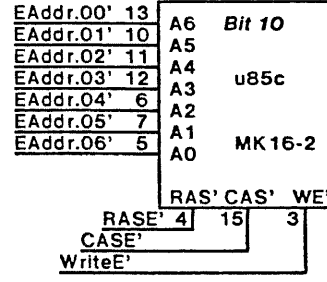 EAddr.00' 13 A6 Bit 10
EAddr.01' 10 A5
EAddr.02' 11 A4 u85c
EAddr.03' 12 A3
EAddr.04' 6 A2
EAddr.05' 7 A1 MK16-2
EAddr.06' 5 A0
RAS' CAS' WE'
RASE' 4 15 3
CASE'
WriteE'